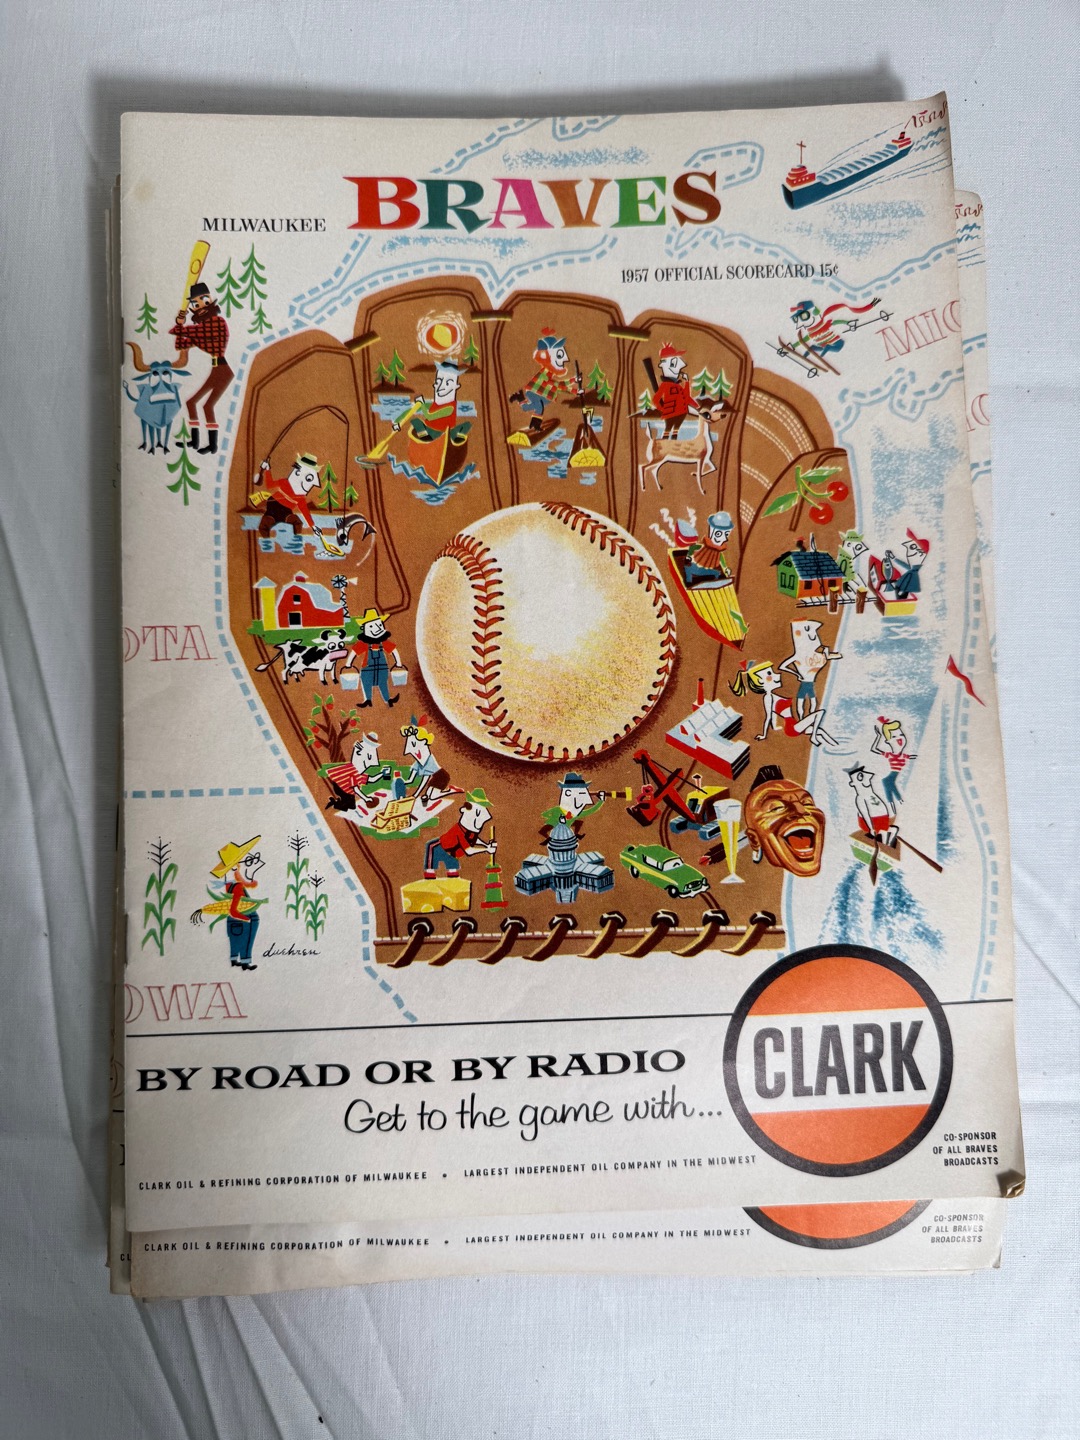 MILWAUKEE BRAVES
1957 OFFICIAL SCORECARD 15¢
MIC
OTA
duehren
OWA
BY ROAD OR BY RADIO
Get to the game with...
CLARK
CO-SPONSOR
OF ALL BRAVES
BROADCASTS
CLARK OIL & REFINING CORPORATION OF MILWAUKEE • LARGEST INDEPENDENT OIL COMPANY IN THE MIDWEST
CO-SPONSOR
OF ALL BRAVES
BROADCASTS
CLARK OIL & REFINING CORPORATION OF MILWAUKEE • LARGEST INDEPENDENT OIL COMPANY IN THE MIDWEST